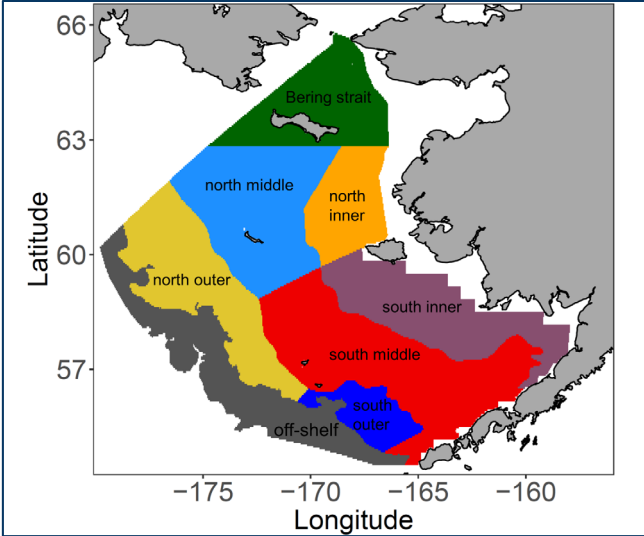 66
Bering strait
63
north middle
north
inner
60
north outer
south inner
south middle
57
south
outer
off-shelf
−175
−170
−165
−160
Latitude
Longitude